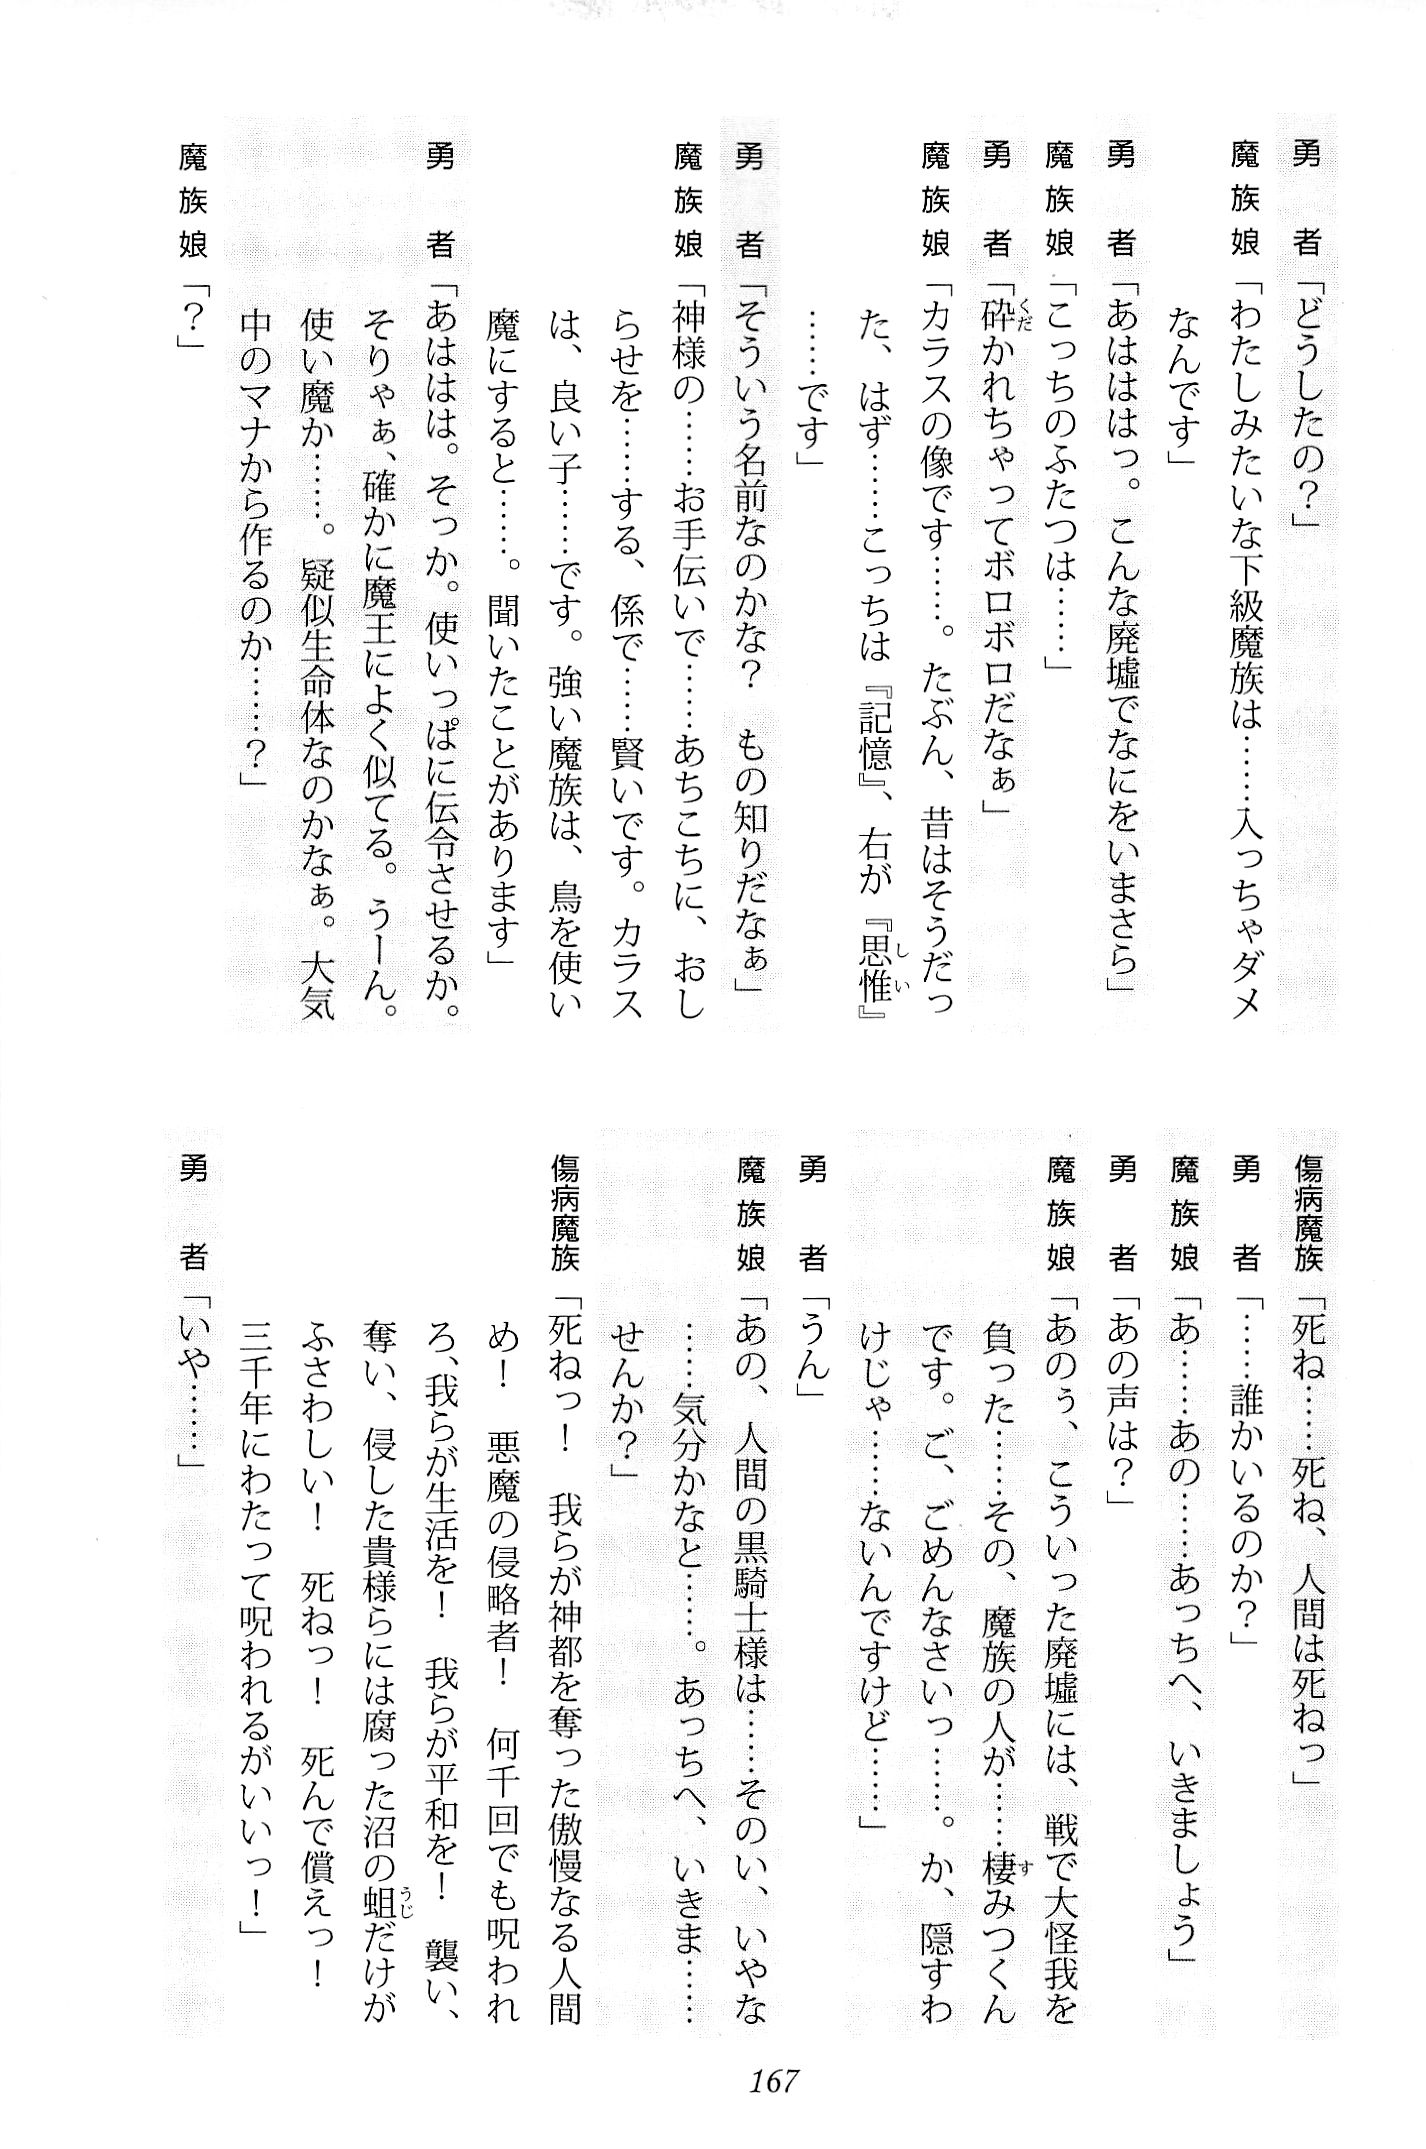 勇者「どうしたの？」
魔族娘「わたしみたいな下級魔族は……入っちゃダメ
なんです」
勇者「あはははっ。こんな廃墟でなにをいまさら」
魔族娘「こっちのふたつは……」
勇者「砕かれちゃってボロボロだなぁ」
魔族娘「カラスの像です……。たぶん、昔はそうだっ
た、はず……こっちは『記憶』、右が『思惟』
……です」
勇者「そういう名前なのかな？　もの知りだなぁ」
魔族娘「神様の……お手伝いで……あちこちに、おし
らせを……する、係で……賢いです。カラス
は、良い子……です。強い魔族は、鳥を使い
魔にすると……。聞いたことがあります」
勇者「あははは。そっか。使いっぱに伝令させるか。
そりゃぁ、確かに魔王によく似てる。うーん。
使い魔か……。疑似生命体なのかなぁ。大気
中のマナから作るのか……？」
魔族娘「？」
傷病魔族「死ね……死ね、人間は死ねっ」
勇者「……誰かいるのか？」
魔族娘「あ……あの……あっちへ、いきましょう」
勇者「あの声は？」
魔族娘「あのぅ、こういった廃墟には、戦で大怪我を
負った……その、魔族の人が……棲みつくん
です。ご、ごめんなさいっ……。か、隠すわ
けじゃ……ないんですけど……」
勇者「うん」
魔族娘「あの、人間の黒騎士様は……そのい、いやな
……気分かなと……。あっちへ、いきま……
せんか？」
傷病魔族「死ねっ！　我らが神都を奪った傲慢なる人間
め！　悪魔の侵略者！　何千回でも呪われ
ろ、我らが生活を！　我らが平和を！　襲い、
奪い、侵した貴様らには腐った沼の蛆だけが
ふさわしい！　死ねっ！　死んで償えっ！
三千年にわたって呪われるがいいっ！」
勇者「いや……」
167